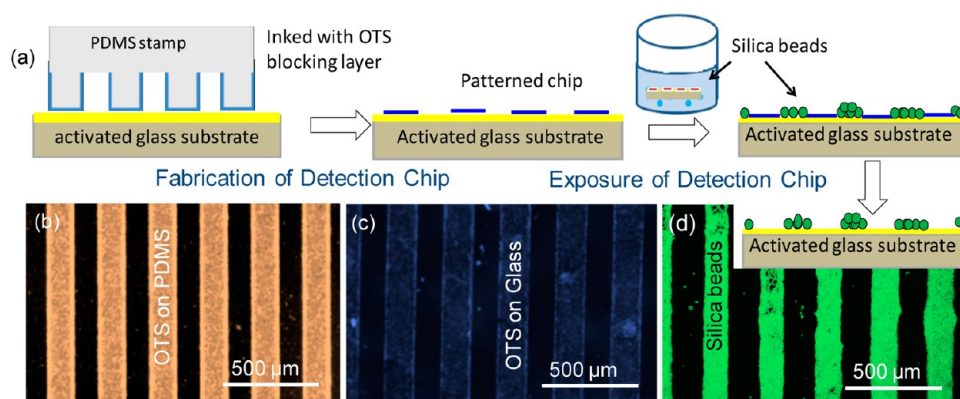 (a)
PDMS stamp
Inked with OTS
blocking layer
activated glass substrate
Patterned chip
Activated glass substrate
Silica beads
Activated glass substrate
Fabrication of Detection Chip
Exposure of Detection Chip
Activated glass substrate
(b)
OTS on PDMS
500 µm
(c)
OTS on Glass
500 µm
(d)
Silica beads
500 µm